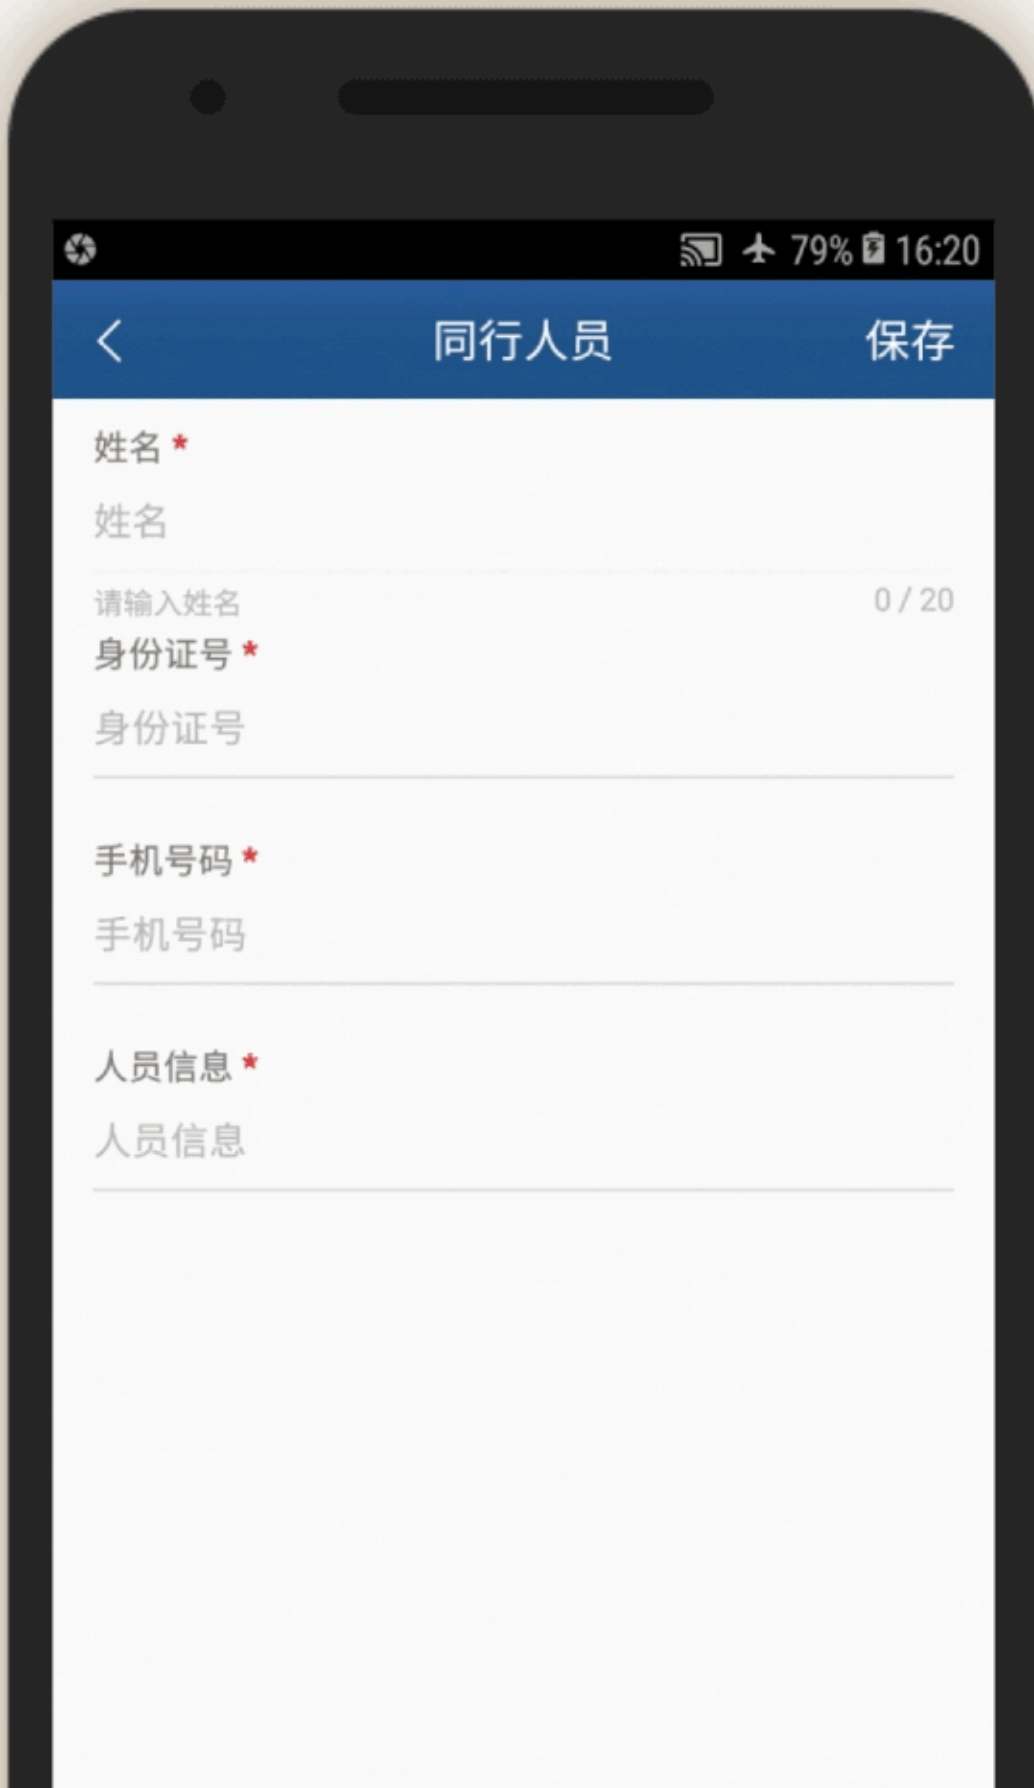 79% 16:20
同行人员 保存
姓名 *
姓名
请输入姓名 0 / 20
身份证号 *
身份证号
手机号码 *
手机号码
人员信息 *
人员信息